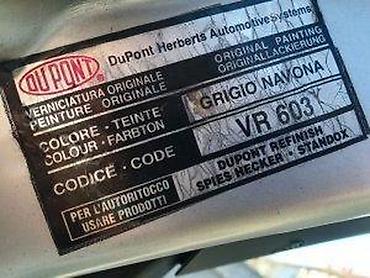 DUPONT® DuPont Herberts Automotive Systems
VERNICIATURA ORIGINALE ORIGINAL PAINTING
PEINTURE ORIGINALE ORIGINALLACKIERUNG
COLORE · TEINTE GRIGIO NAVONA
COLOUR · FARBTON
CODICE · CODE VR 603
PER L'AUTORITOCCO DUPONT REFINISH
USARE PRODOTTI SPIES HECKER · STANDOX